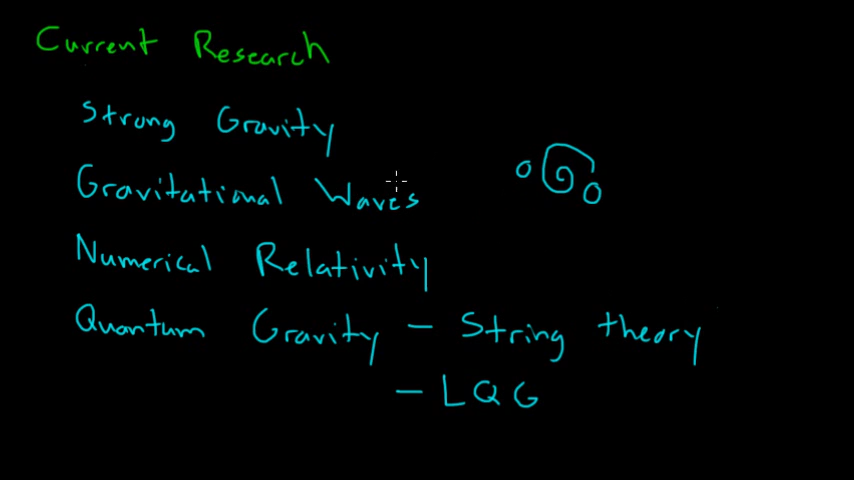 Current Research
Strong Gravity
Gravitational Waves
Numerical Relativity
Quantum Gravity - String theory
- LQG